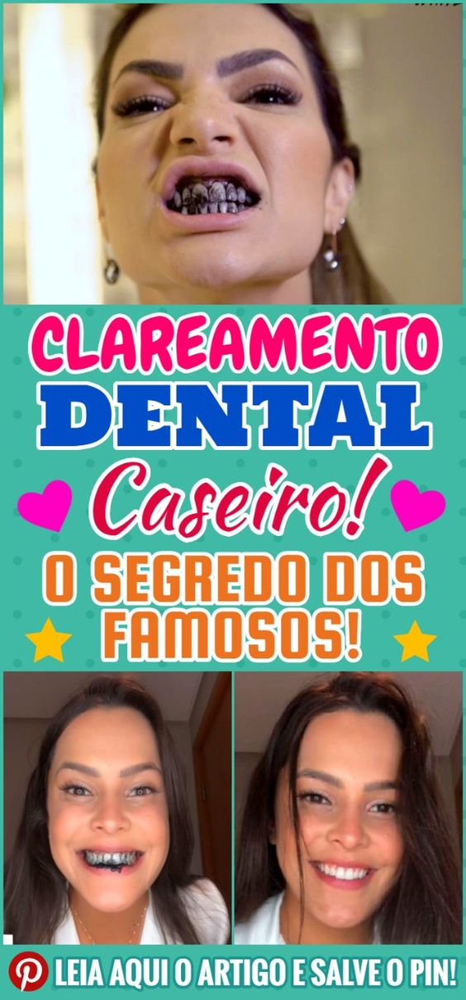 CLAREAMENTO
DENTAL
Caseiro!
O SEGREDO DOS
FAMOSOS!
LEIA AQUI O ARTIGO E SALVE O PIN!